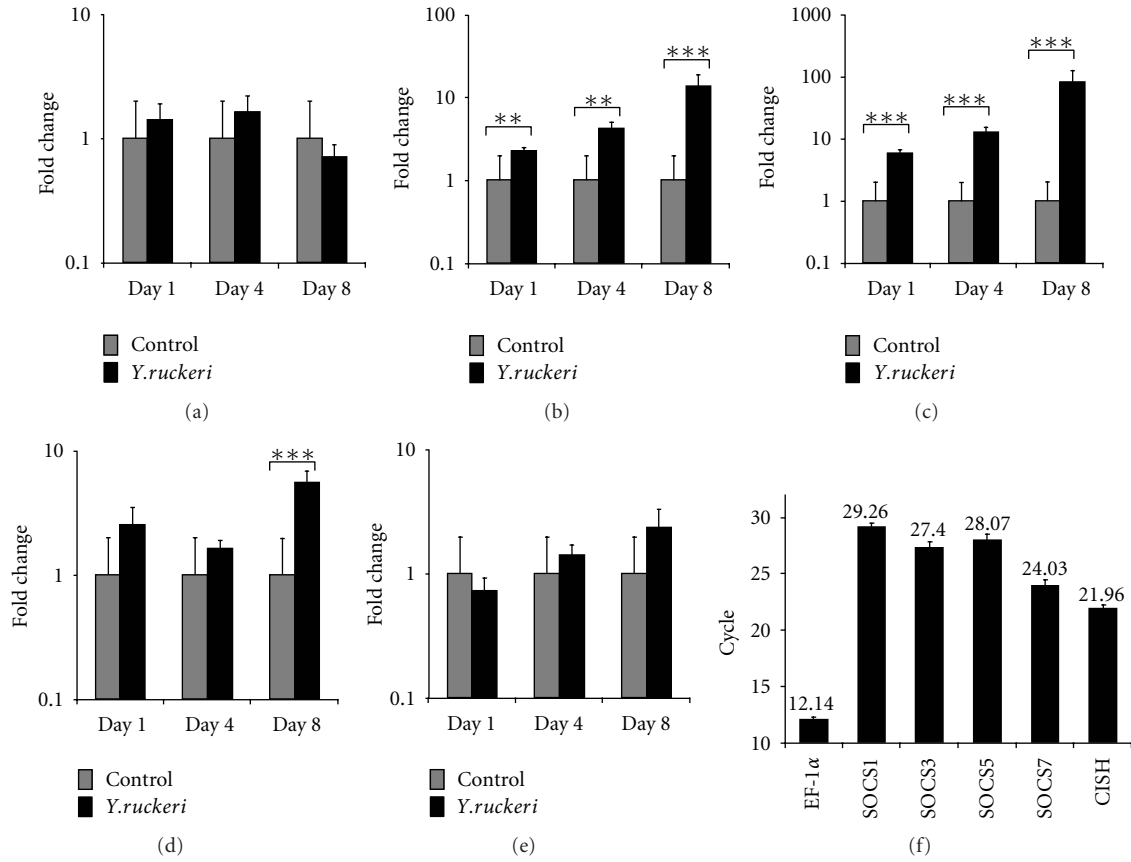 10
1
0.1
Fold change
Day 1 Day 4 Day 8
Control
Y.ruckeri
(a)
100
10
1
0.1
Fold change
** ** ***
Day 1 Day 4 Day 8
Control
Y.ruckeri
(b)
1000
100
10
1
0.1
Fold change
*** *** ***
Day 1 Day 4 Day 8
Control
Y.ruckeri
(c)
10
1
0.1
Fold change
***
Day 1 Day 4 Day 8
Control
Y.ruckeri
(d)
10
1
0.1
Fold change
Day 1 Day 4 Day 8
Control
Y.ruckeri
(e)
30
25
20
15
10
Cycle
12.14 29.26 27.4 28.07 24.03 21.96
EF-1α SOCS1 SOCS3 SOCS5 SOCS7 CISH
(f)